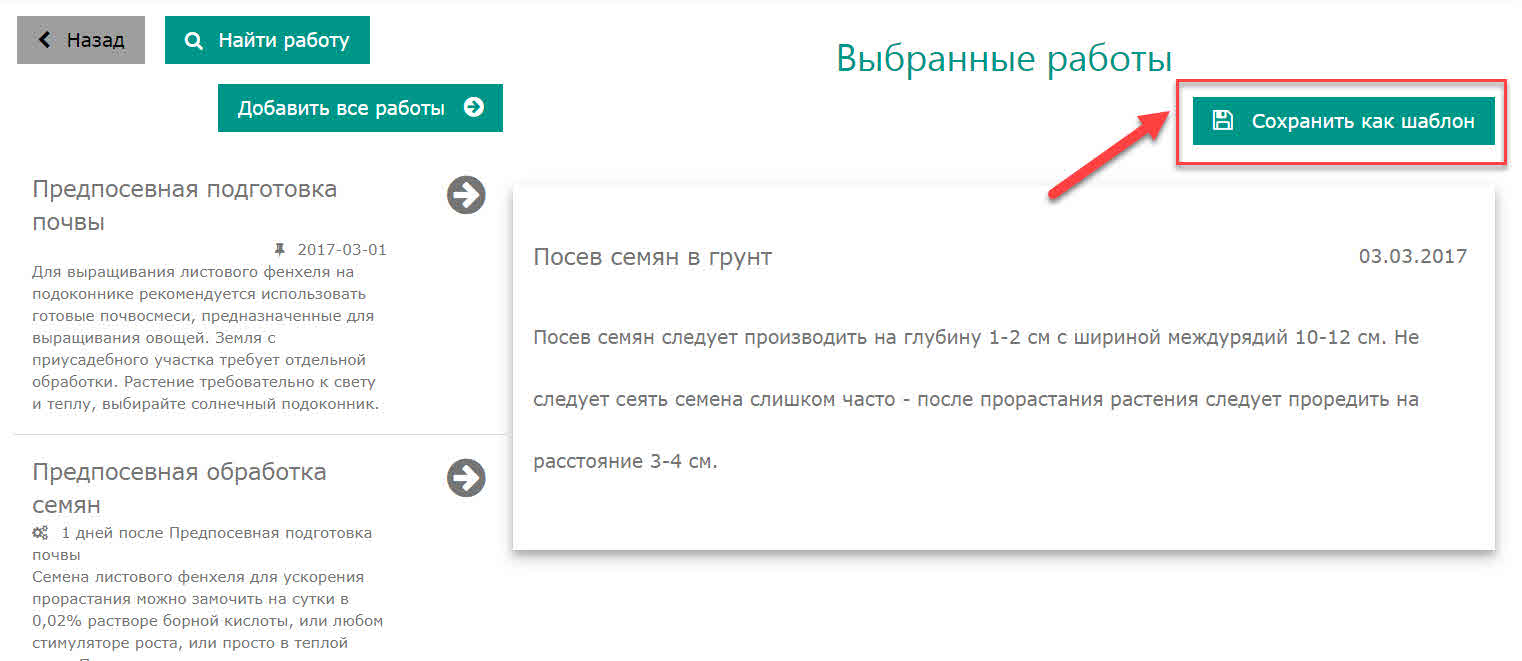 Назад
Найти работу
Выбранные работы
Добавить все работы
Сохранить как шаблон
Предпосевная подготовка
почвы
2017-03-01
Для выращивания листового фенхеля на
подоконнике рекомендуется использовать
готовые почвосмеси, предназначенные для
выращивания овощей. Земля с
приусадебного участка требует отдельной
обработки. Растение требовательно к свету
и теплу, выбирайте солнечный подоконник.
Предпосевная обработка
семян
1 дней после Предпосевная подготовка
почвы
Семена листового фенхеля для ускорения
прорастания можно замочить на сутки в
0,02% растворе борной кислоты, или любом
стимуляторе роста, или просто в теплой
Посев семян в грунт
03.03.2017
Посев семян следует производить на глубину 1-2 см с шириной междурядий 10-12 см. Не
следует сеять семена слишком часто - после прорастания растения следует проредить на
расстояние 3-4 см.